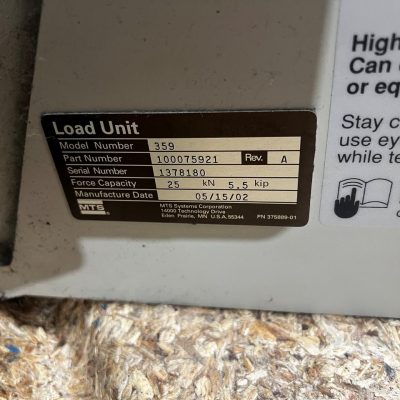 Load Unit
Model Number 359
Part Number 100075921 Rev. A
Serial Number 1378180
Force Capacity 25 kN 5.5 kip
Manufacture Date 05/15/02
MTS
MTS Systems Corporation
14000 Technology Drive
Eden Prairie, MN U.S.A. 55344
PN 375889-01
High
Can
or eq
Stay c
use ey
while te